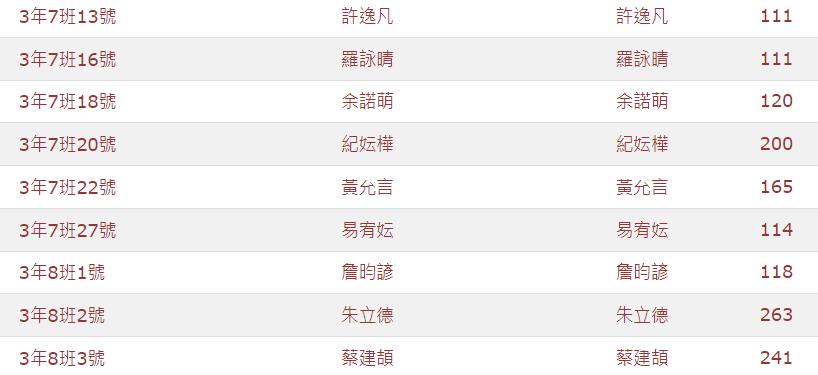 3年7班13號 許逸凡 許逸凡 111
3年7班16號 羅詠晴 羅詠晴 111
3年7班18號 余諾萌 余諾萌 120
3年7班20號 紀妘樺 紀妘樺 200
3年7班22號 黃允言 黃允言 165
3年7班27號 易宥妘 易宥妘 114
3年8班1號 詹昀諺 詹昀諺 118
3年8班2號 朱立德 朱立德 263
3年8班3號 蔡建頡 蔡建頡 241